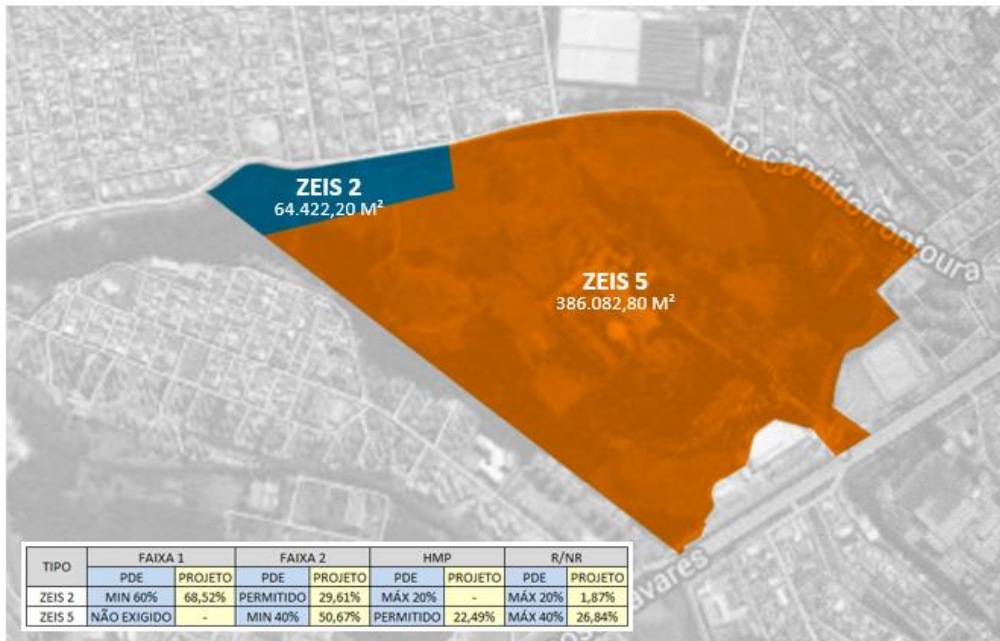 R. Cândido Fontoura
ZEIS 2
64.422,20 M²
ZEIS 5
386.082,80 M²
avares
TIPO FAIXA 1 FAIXA 2 HMP R/NR
PDE PROJETO PDE PROJETO PDE PROJETO PDE PROJETO
ZEIS 2 MIN 60% 68,52% PERMITIDO 29,61% MÁX 20% - MÁX 20% 1,87%
ZEIS 5 NÃO EXIGIDO - MIN 40% 50,67% PERMITIDO 22,49% MÁX 40% 26,84%